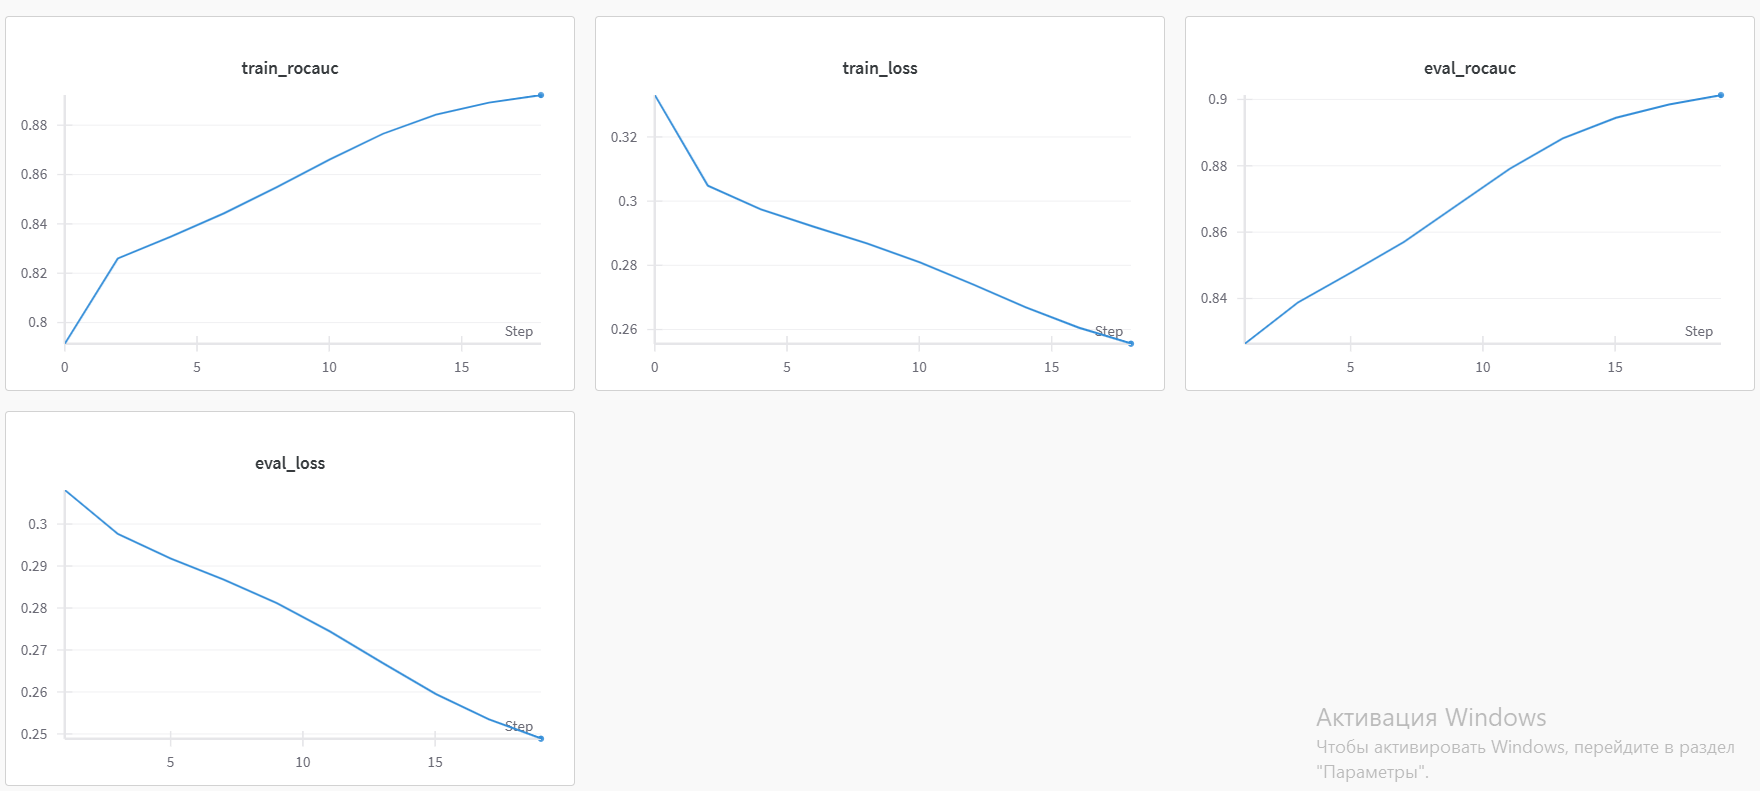 train_rocauc
0.88
0.86
0.84
0.82
0.8
Step
0 5 10 15
train_loss
0.32
0.3
0.28
0.26
Step
0 5 10 15
eval_rocauc
0.9
0.88
0.86
0.84
Step
5 10 15
eval_loss
0.3
0.29
0.28
0.27
0.26
0.25
Step
5 10 15
Активация Windows
Чтобы активировать Windows, перейдите в раздел
"Параметры".